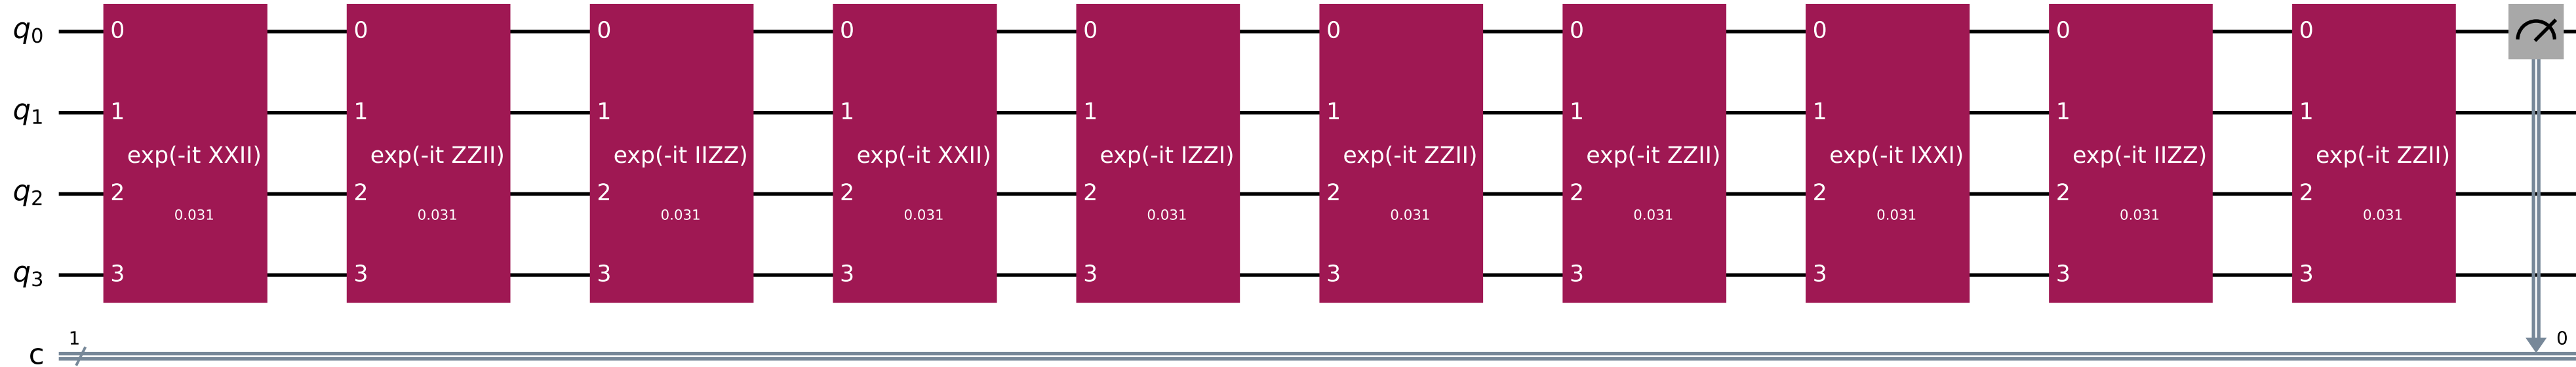 q0 0 0 0 0 0 0 0 0 0 0
q1 1 1 1 1 1 1 1 1 1 1
exp(-it XXII) exp(-it ZZII) exp(-it IIZZ) exp(-it XXII) exp(-it IZZI) exp(-it ZZII) exp(-it ZZII) exp(-it IXXI) exp(-it IIZZ) exp(-it ZZII)
q2 2 2 2 2 2 2 2 2 2 2
0.031 0.031 0.031 0.031 0.031 0.031 0.031 0.031 0.031 0.031
q3 3 3 3 3 3 3 3 3 3 3
1 0
c